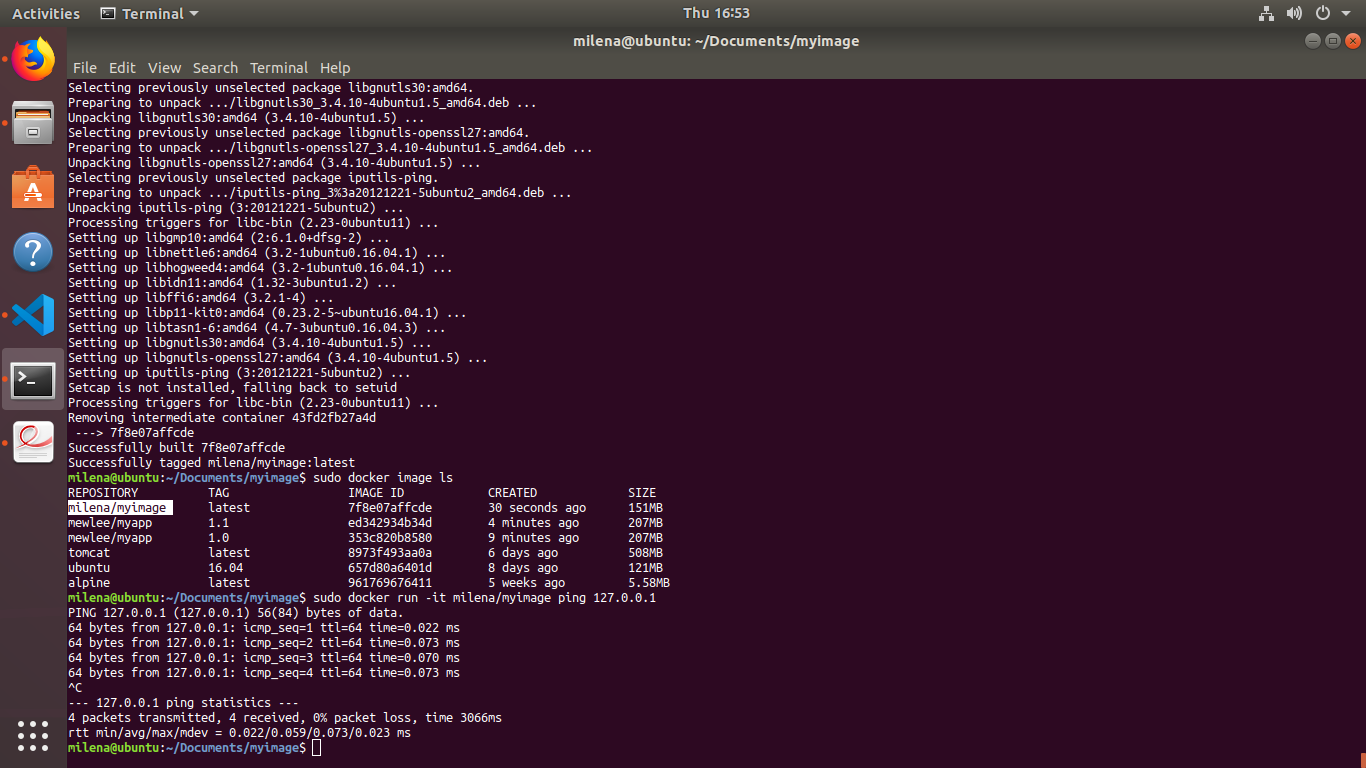 Activities Terminal Thu 16:53
milena@ubuntu: ~/Documents/myimage
File Edit View Search Terminal Help
Selecting previously unselected package libgnutls30:amd64.
Preparing to unpack .../libgnutls30_3.4.10-4ubuntu1.5_amd64.deb ...
Unpacking libgnutls30:amd64 (3.4.10-4ubuntu1.5) ...
Selecting previously unselected package libgnutls-openssl27:amd64.
Preparing to unpack .../libgnutls-openssl27_3.4.10-4ubuntu1.5_amd64.deb ...
Unpacking libgnutls-openssl27:amd64 (3.4.10-4ubuntu1.5) ...
Selecting previously unselected package iputils-ping.
Preparing to unpack .../iputils-ping_3%3a20121221-5ubuntu2_amd64.deb ...
Unpacking iputils-ping (3:20121221-5ubuntu2) ...
Processing triggers for libc-bin (2.23-0ubuntu11) ...
Setting up libgmp10:amd64 (2:6.1.0+dfsg-2) ...
Setting up libnettle6:amd64 (3.2-1ubuntu0.16.04.1) ...
Setting up libhogweed4:amd64 (3.2-1ubuntu0.16.04.1) ...
Setting up libidn11:amd64 (1.32-3ubuntu1.2) ...
Setting up libffi6:amd64 (3.2.1-4) ...
Setting up libp11-kit0:amd64 (0.23.2-5~ubuntu16.04.1) ...
Setting up libtasn1-6:amd64 (4.7-3ubuntu0.16.04.3) ...
Setting up libgnutls30:amd64 (3.4.10-4ubuntu1.5) ...
Setting up libgnutls-openssl27:amd64 (3.4.10-4ubuntu1.5) ...
Setting up iputils-ping (3:20121221-5ubuntu2) ...
Setcap is not installed, falling back to setuid
Processing triggers for libc-bin (2.23-0ubuntu11) ...
Removing intermediate container 43fd2fb27a4d
 ---> 7f8e07affcde
Successfully built 7f8e07affcde
Successfully tagged milena/myimage:latest
milena@ubuntu:~/Documents/myimage$ sudo docker image ls
REPOSITORY TAG IMAGE ID CREATED SIZE
milena/myimage latest 7f8e07affcde 30 seconds ago 151MB
mewlee/myapp 1.1 ed342934b34d 4 minutes ago 207MB
mewlee/myapp 1.0 353c820b8580 9 minutes ago 207MB
tomcat latest 8973f493aa0a 6 days ago 508MB
ubuntu 16.04 657d80a6401d 8 days ago 121MB
alpine latest 961769676411 5 weeks ago 5.58MB
milena@ubuntu:~/Documents/myimage$ sudo docker run -it milena/myimage ping 127.0.0.1
PING 127.0.0.1 (127.0.0.1) 56(84) bytes of data.
64 bytes from 127.0.0.1: icmp_seq=1 ttl=64 time=0.022 ms
64 bytes from 127.0.0.1: icmp_seq=2 ttl=64 time=0.073 ms
64 bytes from 127.0.0.1: icmp_seq=3 ttl=64 time=0.070 ms
64 bytes from 127.0.0.1: icmp_seq=4 ttl=64 time=0.073 ms
^C
--- 127.0.0.1 ping statistics ---
4 packets transmitted, 4 received, 0% packet loss, time 3066ms
rtt min/avg/max/mdev = 0.022/0.059/0.073/0.023 ms
milena@ubuntu:~/Documents/myimage$